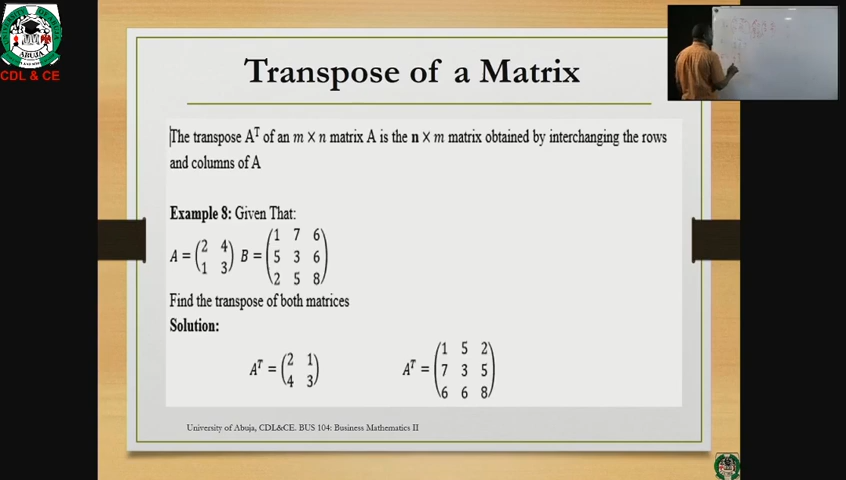 ABUJA
CDL & CE
Transpose of a Matrix
The transpose Aᵀ of an m × n matrix A is the n × m matrix obtained by interchanging the rows
and columns of A
Example 8: Given That:
A = (2 4; 1 3) B = (1 7 6; 5 3 6; 2 5 8)
Find the transpose of both matrices
Solution:
Aᵀ = (2 1; 4 3) Aᵀ = (1 5 2; 7 3 5; 6 6 8)
University of Abuja, CDL&CE. BUS 104: Business Mathematics II